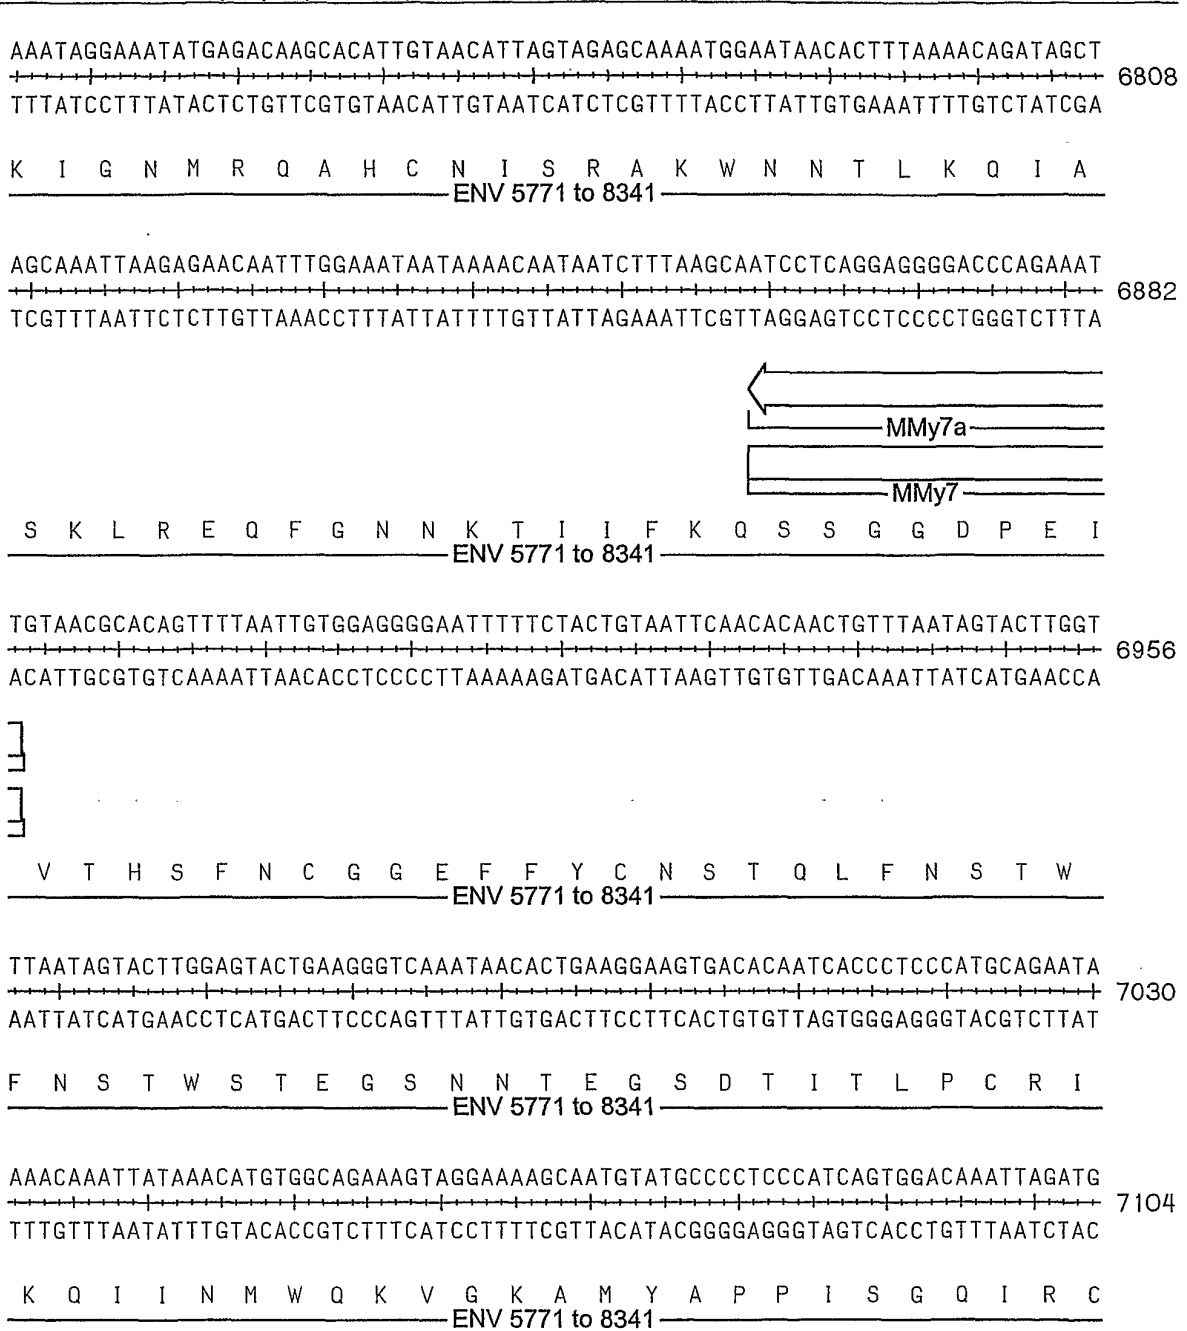 AAATAGGAAATATGAGACAAGCACATTGTAACATTAGTAGAGCAAAATGGAATAACACTTTAAAACAGATAGCT
6808
TTTATCCTTTATACTCTGTTCGTGTAACATTGTAATCATCTCGTTTTACCTTATTGTGAAATTTTGTCTATCGA
K I G N M R Q A H C N I S R A K W N N T L K Q I A
ENV 5771 to 8341
AGCAAATTAAGAGAACAATTTGGAAATAATAAAACAATAATCTTTAAGCAATCCTCAGGAGGGGACCCAGAAAT
6882
TCGTTTAATTCTCTTGTTAAACCTTTATTATTTTGTTATTAGAAATTCGTTAGGAGTCCTCCCCTGGGTCTTTA
MMy7a
MMy7
S K L R E Q F G N N K T I I F K Q S S G G D P E I
ENV 5771 to 8341
TGTAACGCACAGTTTTAATTGTGGAGGGGAATTTTTCTACTGTAATTCAACACAACTGTTTAATAGTACTTGGT
6956
ACATTGCGTGTCAAAATTAACACCTCCCCTTAAAAAGATGACATTAAGTTGTGTTGACAAATTATCATGAACCA
V T H S F N C G G E F F Y C N S T Q L F N S T W
ENV 5771 to 8341
TTAATAGTACTTGGAGTACTGAAGGGTCAAATAACACTGAAGGAAGTGACACAATCACCCTCCCATGCAGAATA
7030
AATTATCATGAACCTCATGACTTCCCAGTTTATTGTGACTTCCTTCACTGTGTTAGTGGGAGGGTACGTCTTAT
F N S T W S T E G S N N T E G S D T I T L P C R I
ENV 5771 to 8341
AAACAAATTATAAACATGTGGCAGAAAGTAGGAAAAGCAATGTATGCCCCTCCCATCAGTGGACAAATTAGATG
7104
TTTGTTTAATATTTGTACACCGTCTTTCATCCTTTTCGTTACATACGGGGAGGGTAGTCACCTGTTTAATCTAC
K Q I I N M W Q K V G K A M Y A P P I S G Q I R C
ENV 5771 to 8341